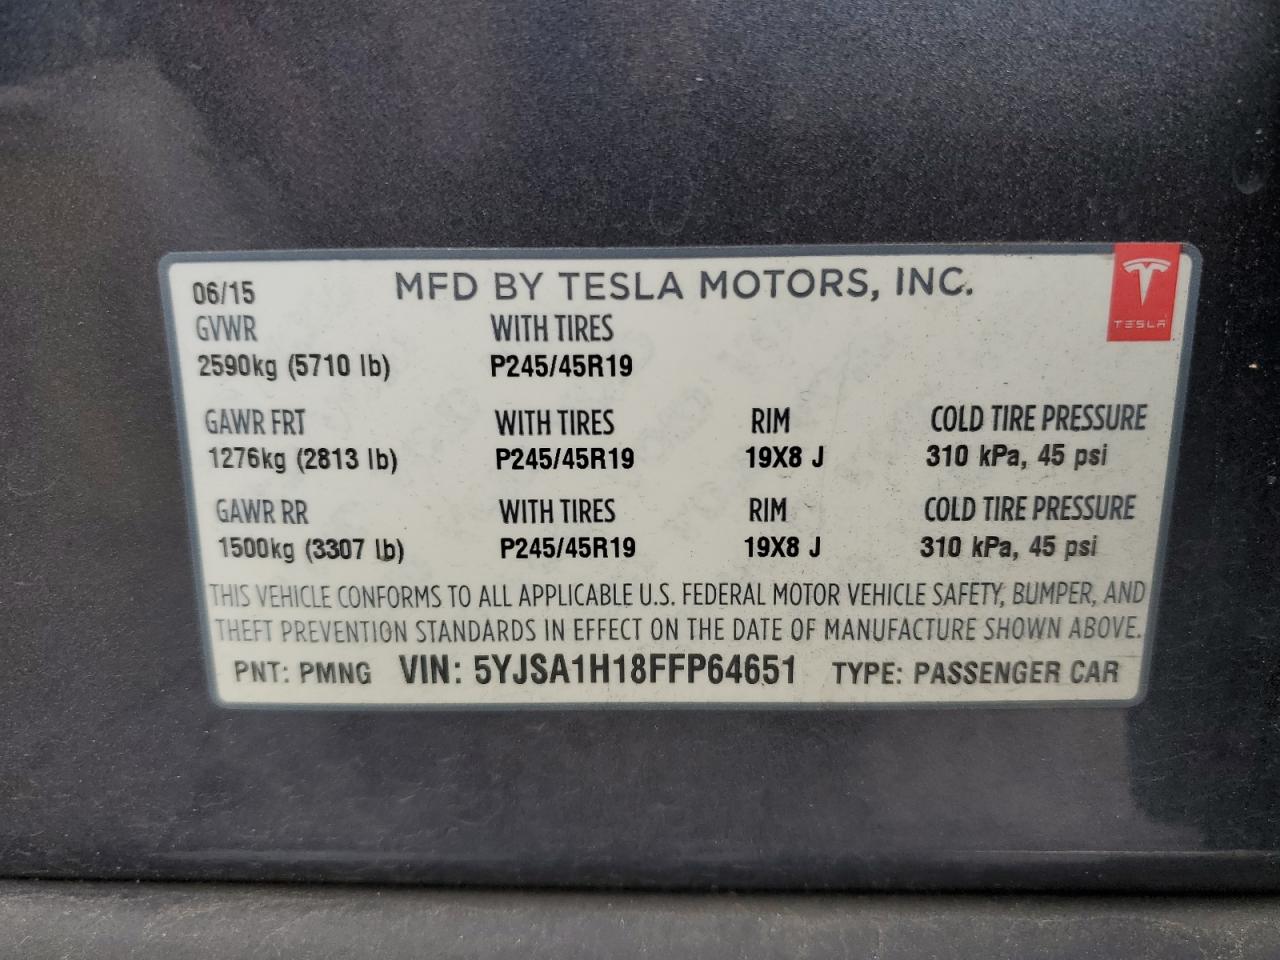 06/15 MFD BY TESLA MOTORS, INC.
TESLA
GVWR WITH TIRES
2590kg (5710 lb) P245/45R19
GAWR FRT WITH TIRES RIM COLD TIRE PRESSURE
1276kg (2813 lb) P245/45R19 19X8 J 310 kPa, 45 psi
GAWR RR WITH TIRES RIM COLD TIRE PRESSURE
1500kg (3307 lb) P245/45R19 19X8 J 310 kPa, 45 psi
THIS VEHICLE CONFORMS TO ALL APPLICABLE U.S. FEDERAL MOTOR VEHICLE SAFETY, BUMPER, AND
THEFT PREVENTION STANDARDS IN EFFECT ON THE DATE OF MANUFACTURE SHOWN ABOVE.
PNT: PMNG VIN: 5YJSA1H18FFP64651 TYPE: PASSENGER CAR